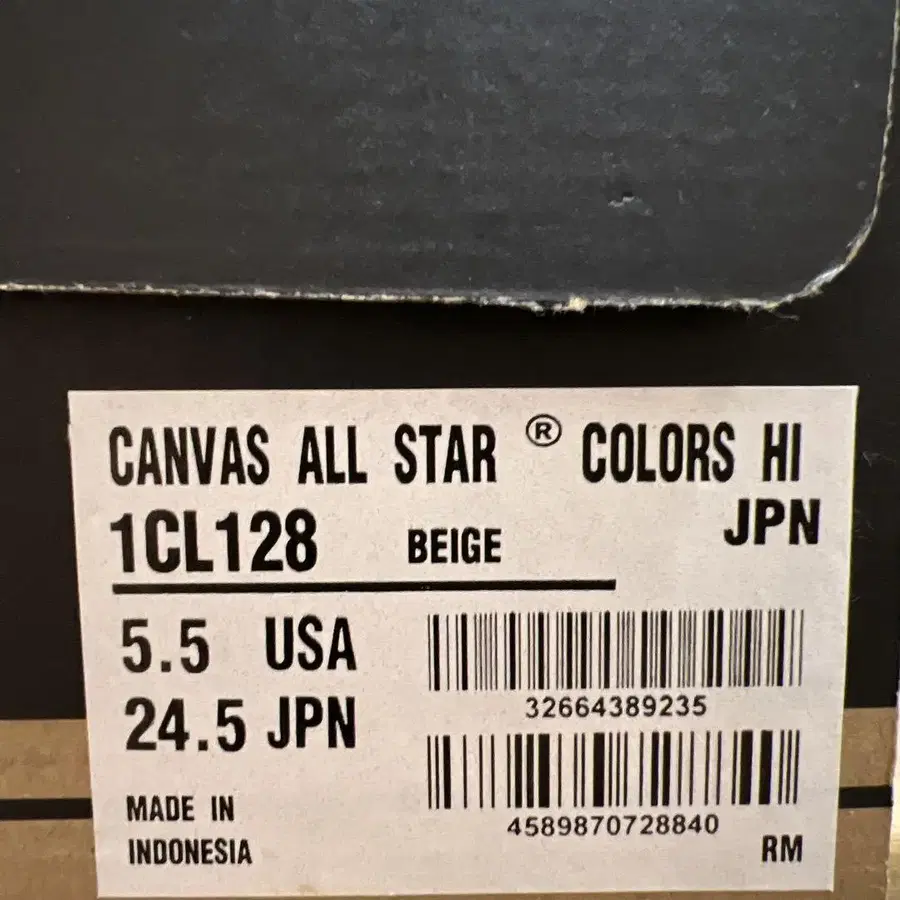 CANVAS ALL STAR ® COLORS HI
1CL128 BEIGE JPN
5.5 USA
24.5 JPN
32664389235
4589870728840
MADE IN
INDONESIA
RM